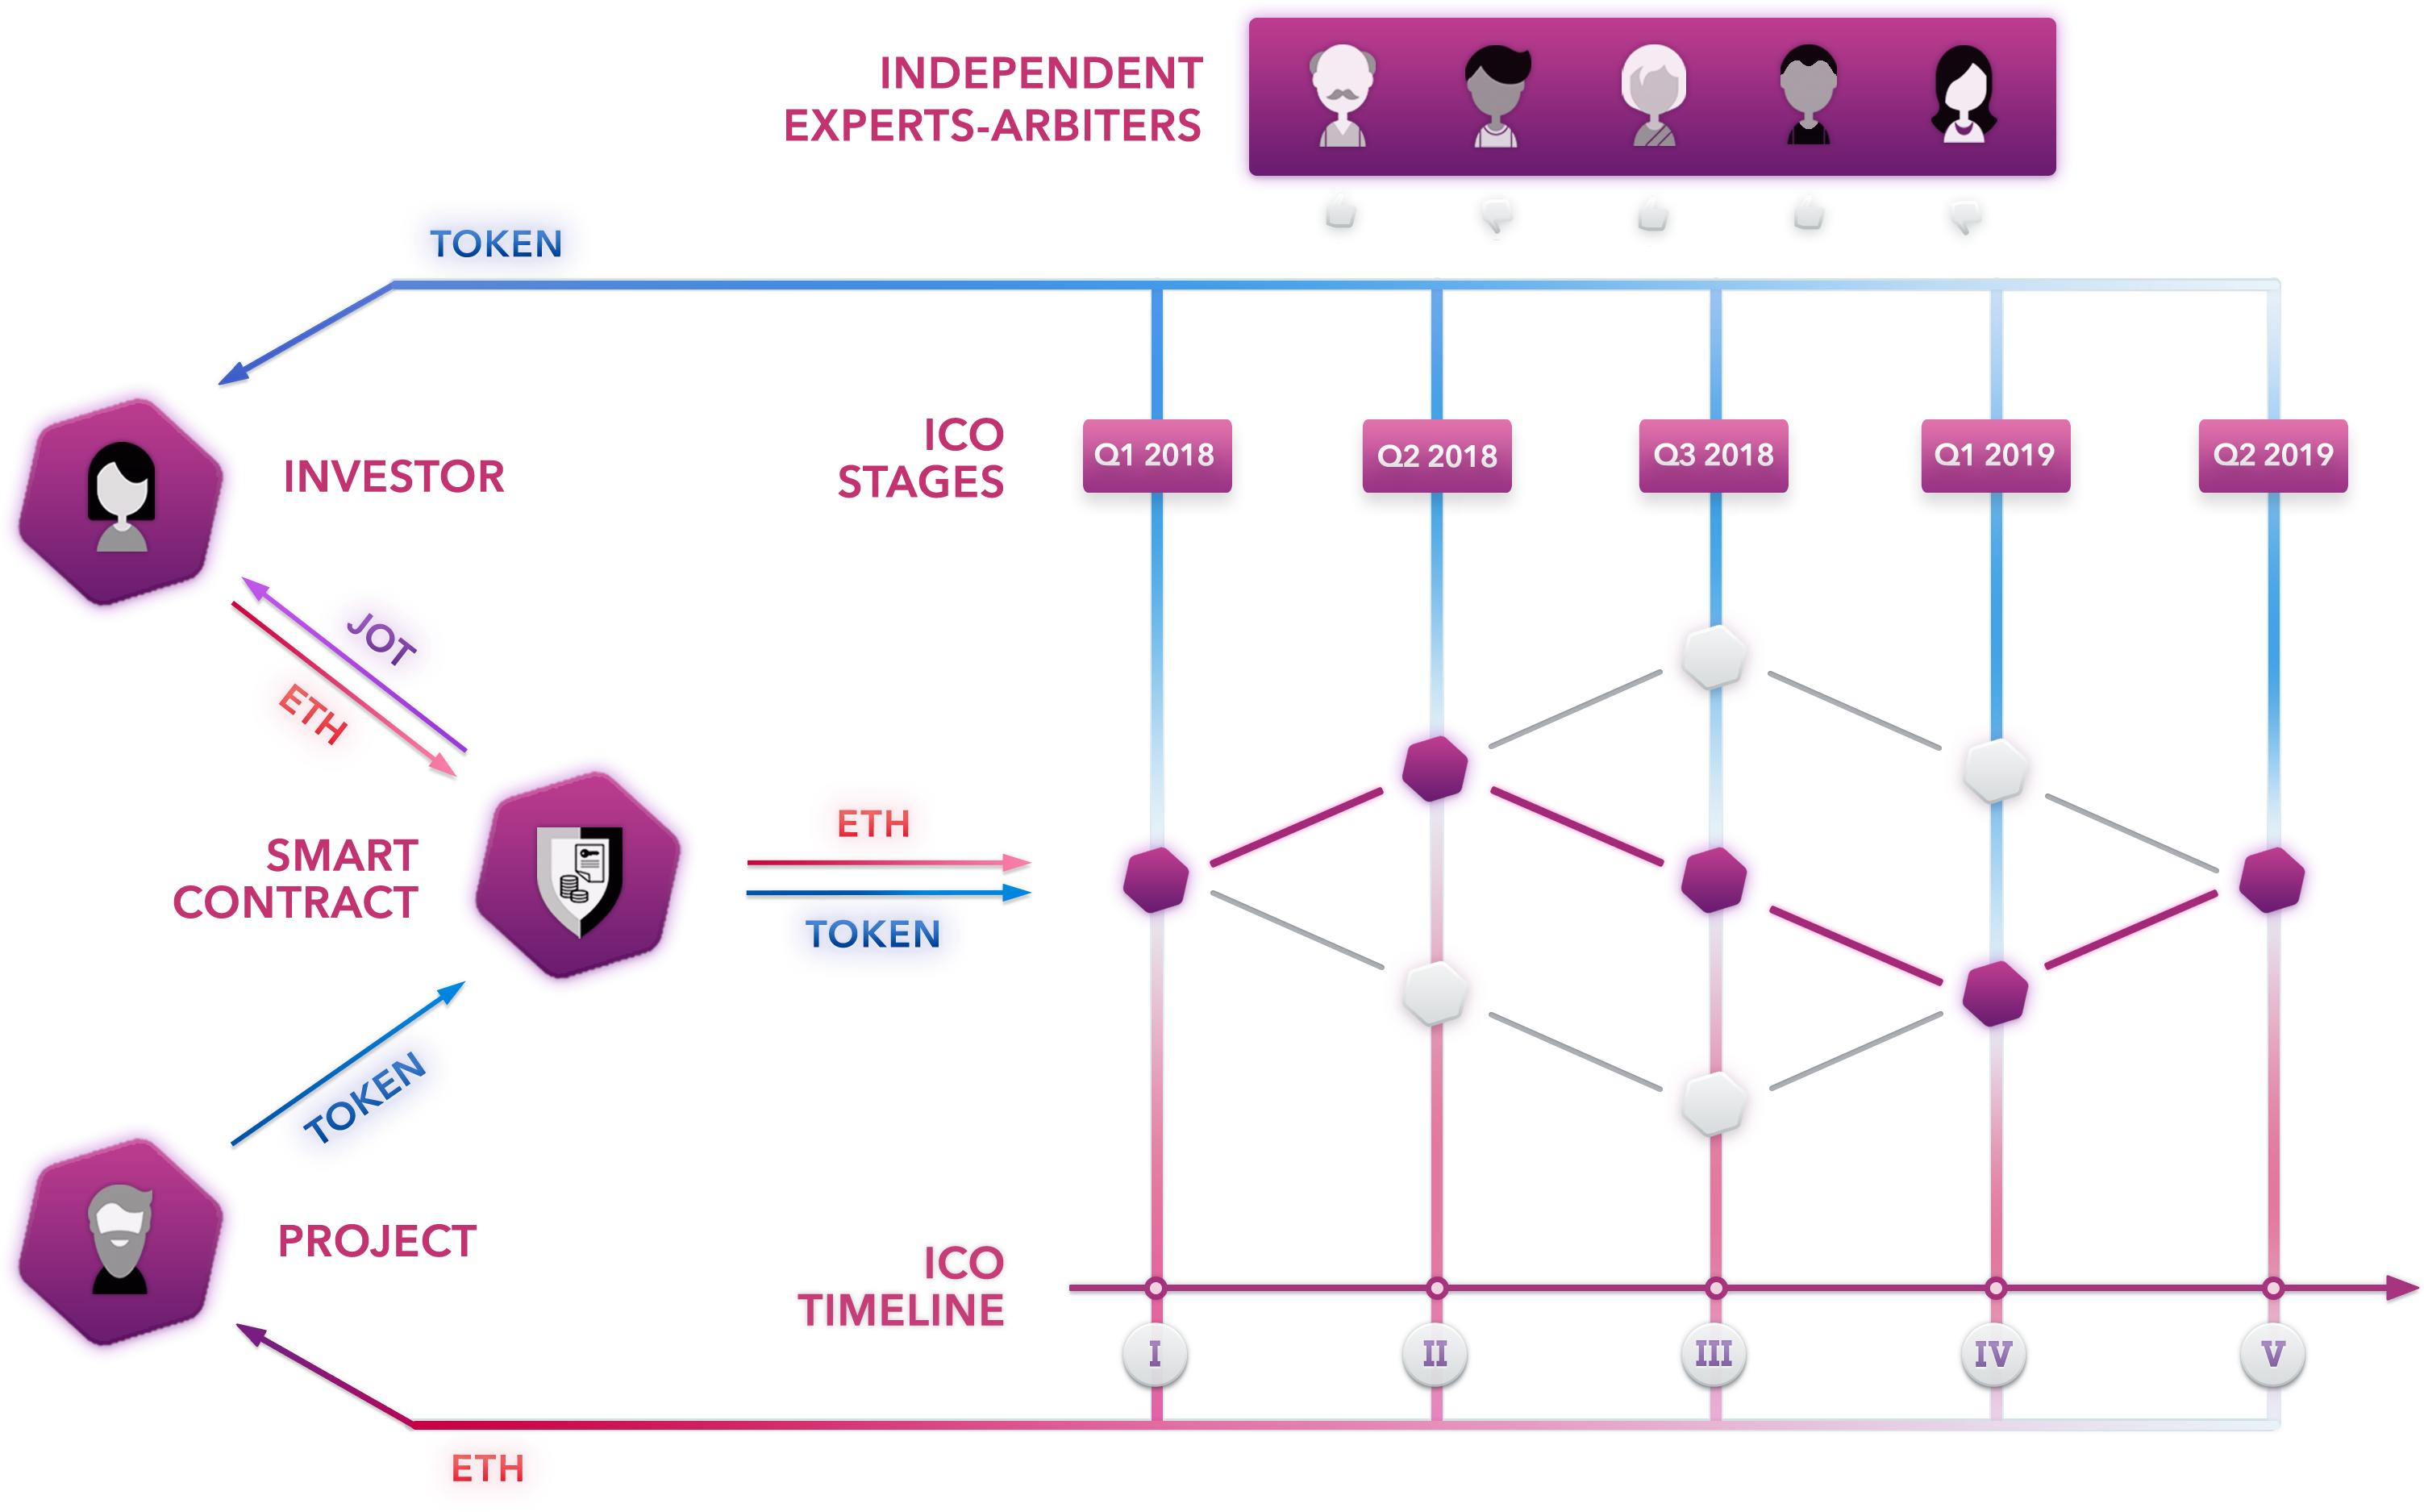 INDEPENDENT
EXPERTS-ARBITERS
TOKEN
INVESTOR
ICO
STAGES
Q1 2018
Q2 2018
Q3 2018
Q1 2019
Q2 2019
JOT
ETH
SMART
CONTRACT
ETH
TOKEN
TOKEN
PROJECT
ICO
TIMELINE
I
II
III
IV
V
ETH